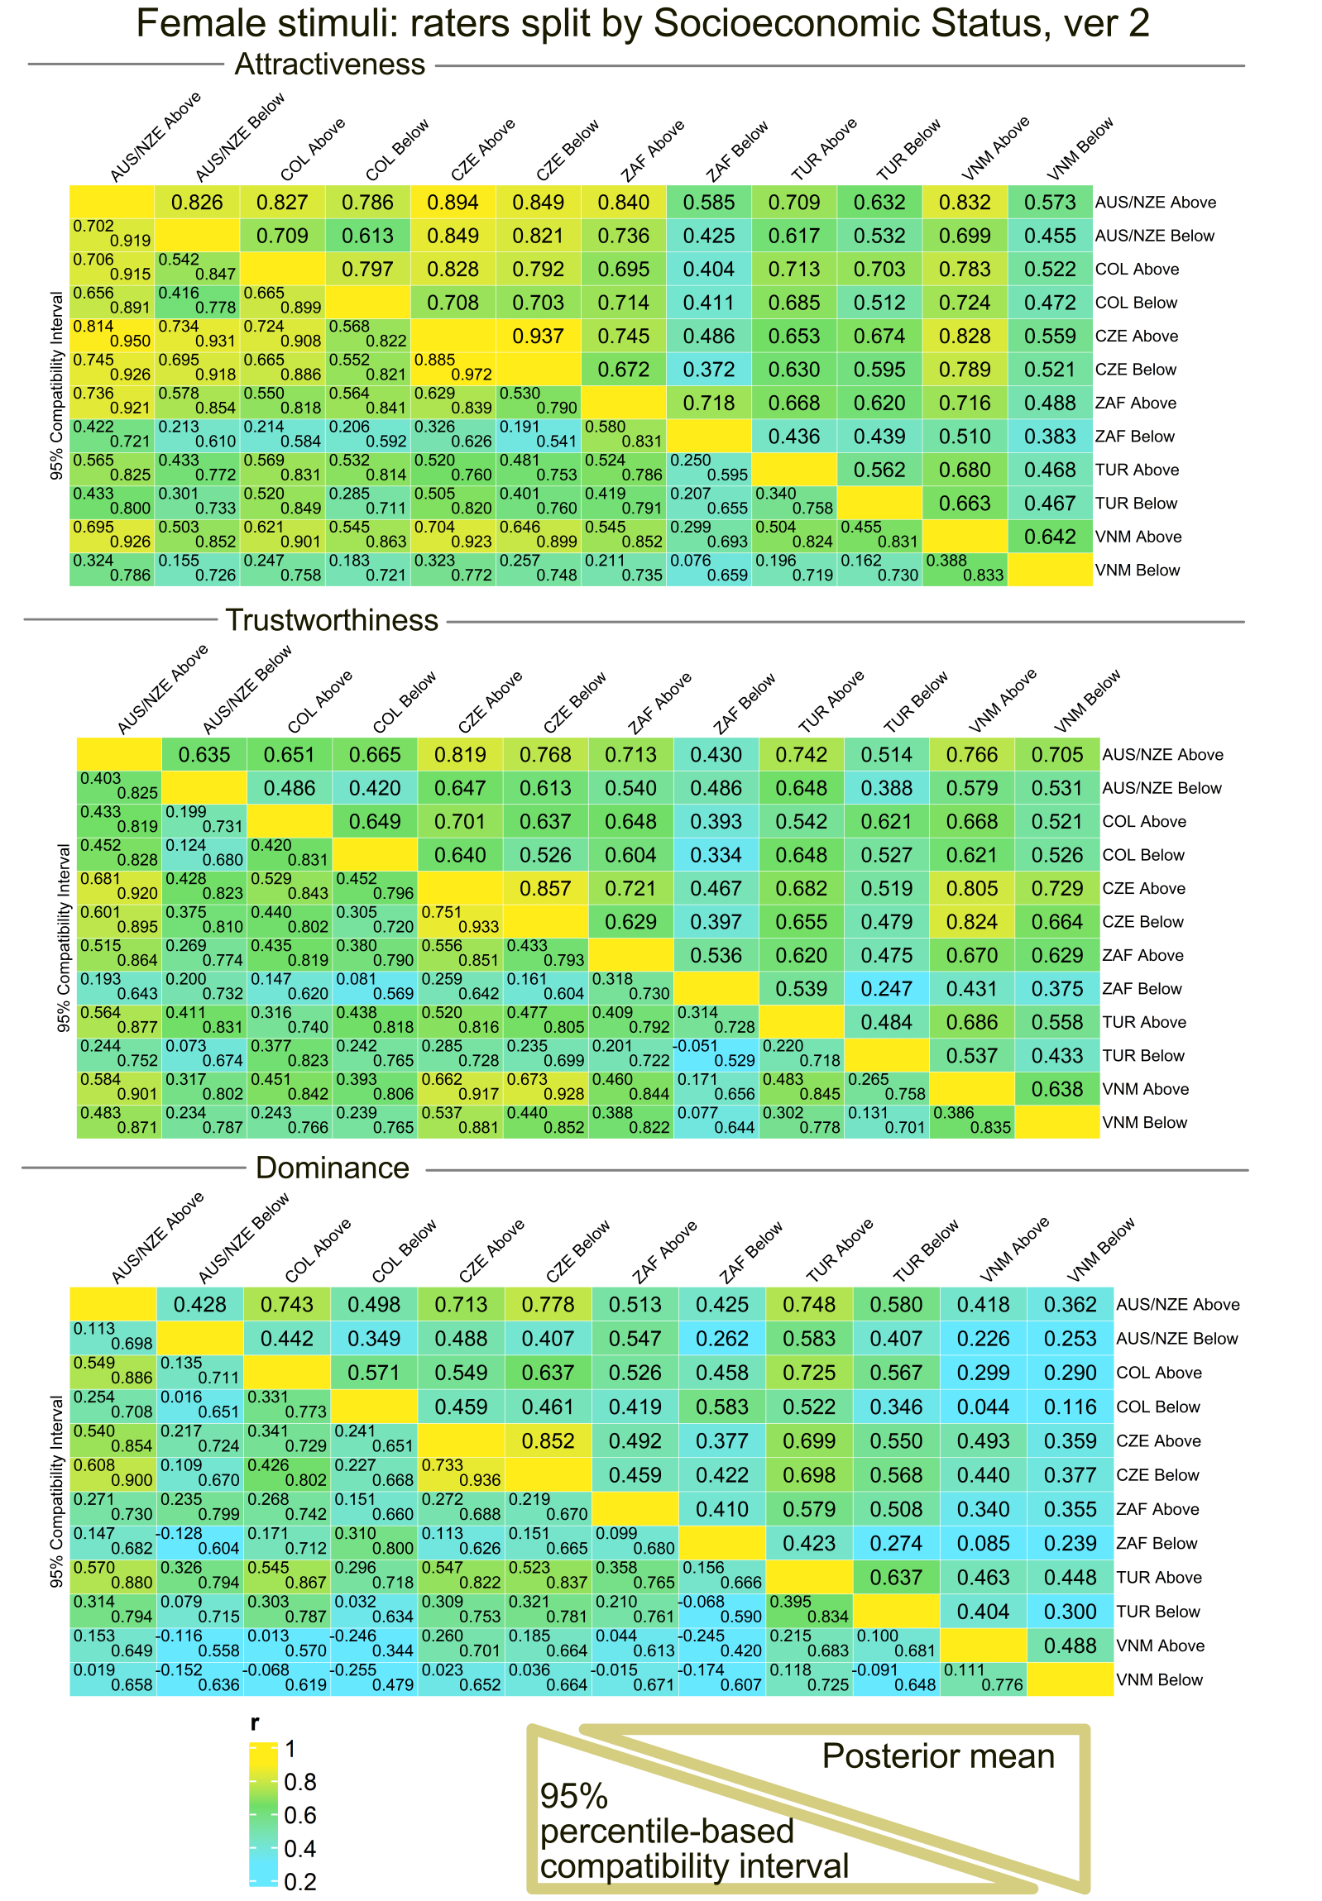 Female stimuli: raters split by Socioeconomic Status, ver 2
Attractiveness
AUS/NZE Above AUS/NZE Below COL Above COL Below CZE Above CZE Below ZAF Above ZAF Below TUR Above TUR Below VNM Above VNM Below
95% Compatibility Interval
0.826 0.827 0.786 0.894 0.849 0.840 0.585 0.709 0.632 0.832 0.573 AUS/NZE Above
0.702 0.919 0.709 0.613 0.849 0.821 0.736 0.425 0.617 0.532 0.699 0.455 AUS/NZE Below
0.706 0.915 0.542 0.847 0.797 0.828 0.792 0.695 0.404 0.713 0.703 0.783 0.522 COL Above
0.656 0.891 0.416 0.778 0.665 0.899 0.708 0.703 0.714 0.411 0.685 0.512 0.724 0.472 COL Below
0.814 0.950 0.734 0.931 0.724 0.908 0.568 0.822 0.937 0.745 0.486 0.653 0.674 0.828 0.559 CZE Above
0.745 0.926 0.695 0.918 0.665 0.886 0.552 0.821 0.885 0.972 0.672 0.372 0.630 0.595 0.789 0.521 CZE Below
0.736 0.921 0.578 0.854 0.550 0.818 0.564 0.841 0.629 0.839 0.530 0.790 0.718 0.668 0.620 0.716 0.488 ZAF Above
0.422 0.721 0.213 0.610 0.214 0.584 0.206 0.592 0.326 0.626 0.191 0.541 0.580 0.831 0.436 0.439 0.510 0.383 ZAF Below
0.565 0.825 0.433 0.772 0.569 0.831 0.532 0.814 0.520 0.760 0.481 0.753 0.524 0.786 0.250 0.595 0.562 0.680 0.468 TUR Above
0.433 0.800 0.301 0.733 0.520 0.849 0.285 0.711 0.505 0.820 0.401 0.760 0.419 0.791 0.207 0.655 0.340 0.758 0.663 0.467 TUR Below
0.695 0.926 0.503 0.852 0.621 0.901 0.545 0.863 0.704 0.923 0.646 0.899 0.545 0.852 0.299 0.693 0.504 0.824 0.455 0.831 0.642 VNM Above
0.324 0.786 0.155 0.726 0.247 0.758 0.183 0.721 0.323 0.772 0.257 0.748 0.211 0.735 0.076 0.659 0.196 0.719 0.162 0.730 0.388 0.833 VNM Below
Trustworthiness
AUS/NZE Above AUS/NZE Below COL Above COL Below CZE Above CZE Below ZAF Above ZAF Below TUR Above TUR Below VNM Above VNM Below
95% Compatibility Interval
0.635 0.651 0.665 0.819 0.768 0.713 0.430 0.742 0.514 0.766 0.705 AUS/NZE Above
0.403 0.825 0.486 0.420 0.647 0.613 0.540 0.486 0.648 0.388 0.579 0.531 AUS/NZE Below
0.433 0.819 0.199 0.731 0.649 0.701 0.637 0.648 0.393 0.542 0.621 0.668 0.521 COL Above
0.452 0.828 0.124 0.680 0.420 0.831 0.640 0.526 0.604 0.334 0.648 0.527 0.621 0.526 COL Below
0.681 0.920 0.428 0.823 0.529 0.843 0.452 0.796 0.857 0.721 0.467 0.682 0.519 0.805 0.729 CZE Above
0.601 0.895 0.375 0.810 0.440 0.802 0.305 0.720 0.751 0.933 0.629 0.397 0.655 0.479 0.824 0.664 CZE Below
0.515 0.864 0.269 0.774 0.435 0.819 0.380 0.790 0.556 0.851 0.433 0.793 0.536 0.620 0.475 0.670 0.629 ZAF Above
0.193 0.643 0.200 0.732 0.147 0.620 0.081 0.569 0.259 0.642 0.161 0.604 0.318 0.730 0.539 0.247 0.431 0.375 ZAF Below
0.564 0.877 0.411 0.831 0.316 0.740 0.438 0.818 0.520 0.816 0.477 0.805 0.409 0.792 0.314 0.728 0.484 0.686 0.558 TUR Above
0.244 0.752 0.073 0.674 0.377 0.823 0.242 0.765 0.285 0.728 0.235 0.699 0.201 0.722 -0.051 0.529 0.220 0.718 0.537 0.433 TUR Below
0.584 0.901 0.317 0.802 0.451 0.842 0.393 0.806 0.662 0.917 0.673 0.928 0.460 0.844 0.171 0.656 0.483 0.845 0.265 0.758 0.638 VNM Above
0.483 0.871 0.234 0.787 0.243 0.766 0.239 0.765 0.537 0.881 0.440 0.852 0.388 0.822 0.077 0.644 0.302 0.778 0.131 0.701 0.386 0.835 VNM Below
Dominance
AUS/NZE Above AUS/NZE Below COL Above COL Below CZE Above CZE Below ZAF Above ZAF Below TUR Above TUR Below VNM Above VNM Below
95% Compatibility Interval
0.428 0.743 0.498 0.713 0.778 0.513 0.425 0.748 0.580 0.418 0.362 AUS/NZE Above
0.113 0.698 0.442 0.349 0.488 0.407 0.547 0.262 0.583 0.407 0.226 0.253 AUS/NZE Below
0.549 0.886 0.135 0.711 0.571 0.549 0.637 0.526 0.458 0.725 0.567 0.299 0.290 COL Above
0.254 0.708 0.016 0.651 0.331 0.773 0.459 0.461 0.419 0.583 0.522 0.346 0.044 0.116 COL Below
0.540 0.854 0.217 0.724 0.341 0.729 0.241 0.651 0.852 0.492 0.377 0.699 0.550 0.493 0.359 CZE Above
0.608 0.900 0.109 0.670 0.426 0.802 0.227 0.668 0.733 0.936 0.459 0.422 0.698 0.568 0.440 0.377 CZE Below
0.271 0.730 0.235 0.799 0.268 0.742 0.151 0.660 0.272 0.688 0.219 0.670 0.410 0.579 0.508 0.340 0.355 ZAF Above
0.147 0.682 -0.128 0.604 0.171 0.712 0.310 0.800 0.113 0.626 0.151 0.665 0.099 0.680 0.423 0.274 0.085 0.239 ZAF Below
0.570 0.880 0.326 0.794 0.545 0.867 0.296 0.718 0.547 0.822 0.523 0.837 0.358 0.765 0.156 0.666 0.637 0.463 0.448 TUR Above
0.314 0.794 0.079 0.715 0.303 0.787 0.032 0.634 0.309 0.753 0.321 0.781 0.210 0.761 -0.068 0.590 0.395 0.834 0.404 0.300 TUR Below
0.153 0.649 -0.116 0.558 0.013 0.570 -0.246 0.344 0.260 0.701 0.185 0.664 0.044 0.613 -0.245 0.420 0.215 0.683 0.100 0.681 0.488 VNM Above
0.019 0.658 -0.152 0.636 -0.068 0.619 -0.255 0.479 0.023 0.652 0.036 0.664 -0.015 0.671 -0.174 0.607 0.118 0.725 -0.091 0.648 0.111 0.776 VNM Below
r
1
0.8
0.6
0.4
0.2
Posterior mean
95%
percentile-based
compatibility interval